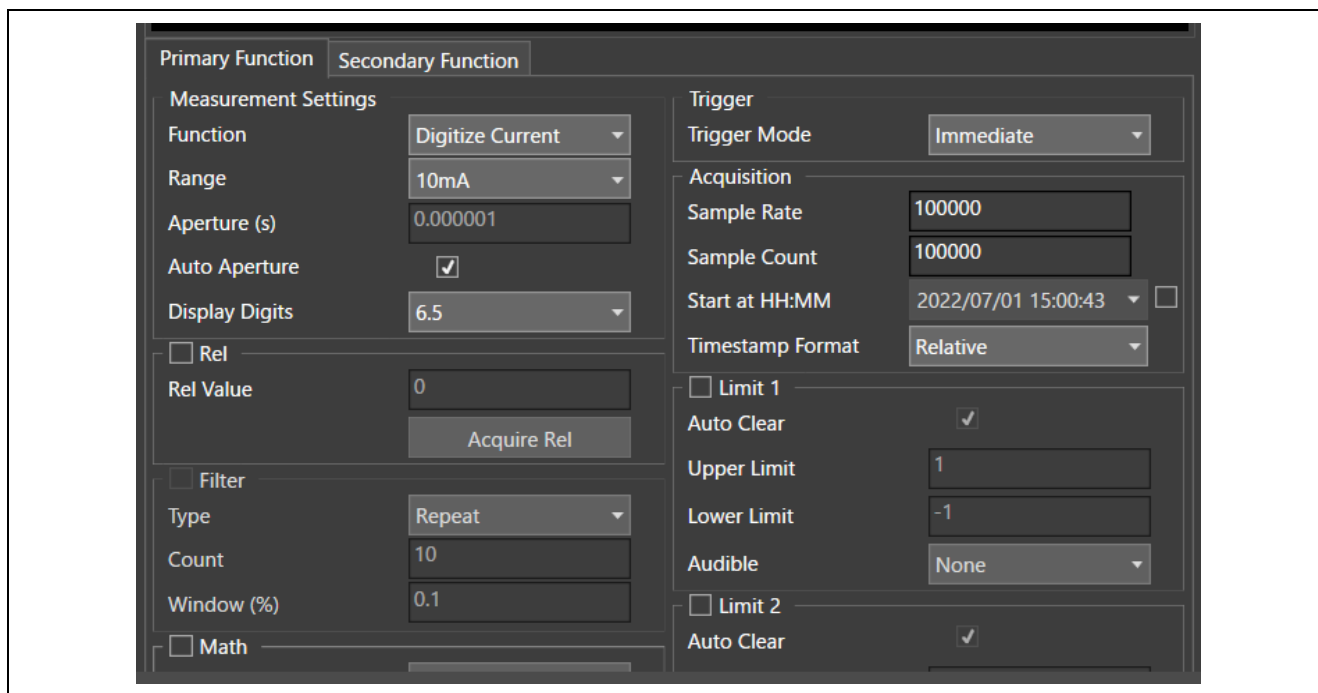 Primary Function
Secondary Function
Measurement Settings
Function
Digitize Current
Range
10mA
Aperture (s)
0.000001
Auto Aperture
Display Digits
6.5
Rel
Rel Value
0
Acquire Rel
Filter
Type
Repeat
Count
10
Window (%)
0.1
Math
Trigger
Trigger Mode
Immediate
Acquisition
Sample Rate
100000
Sample Count
100000
Start at HH:MM
2022/07/01 15:00:43
Timestamp Format
Relative
Limit 1
Auto Clear
Upper Limit
1
Lower Limit
-1
Audible
None
Limit 2
Auto Clear